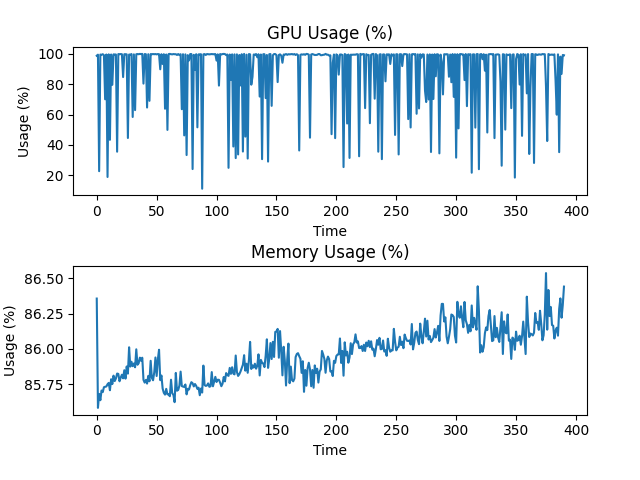 GPU Usage (%)
100
80
60
40
20
Usage (%)
0 50 100 150 200 250 300 350 400
Time
Memory Usage (%)
86.50
86.25
86.00
85.75
Usage (%)
0 50 100 150 200 250 300 350 400
Time